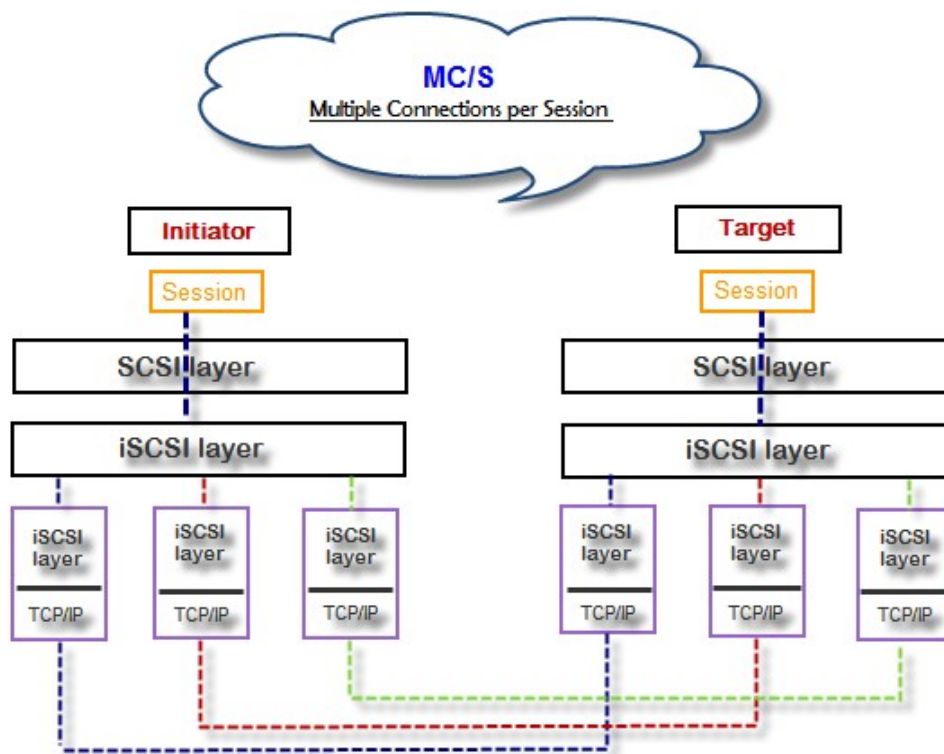 MC/S
Multiple Connections per Session
Initiator
Target
Session
Session
SCSI layer
SCSI layer
iSCSI layer
iSCSI layer
iSCSI
layer
TCP/IP
iSCSI
layer
TCP/IP
iSCSI
layer
TCP/IP
iSCSI
layer
TCP/IP
iSCSI
layer
TCP/IP
iSCSI
layer
TCP/IP